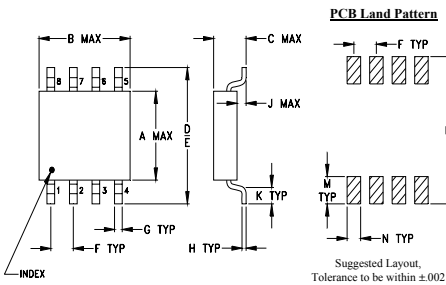 PCB Land Pattern
B MAX
C MAX
F TYP
8 7 6 5
J MAX
A MAX
D
E
K TYP
M
TYP
1 2 3 4
G TYP
F TYP
H TYP
N TYP
INDEX
Suggested Layout,
Tolerance to be within ±.002